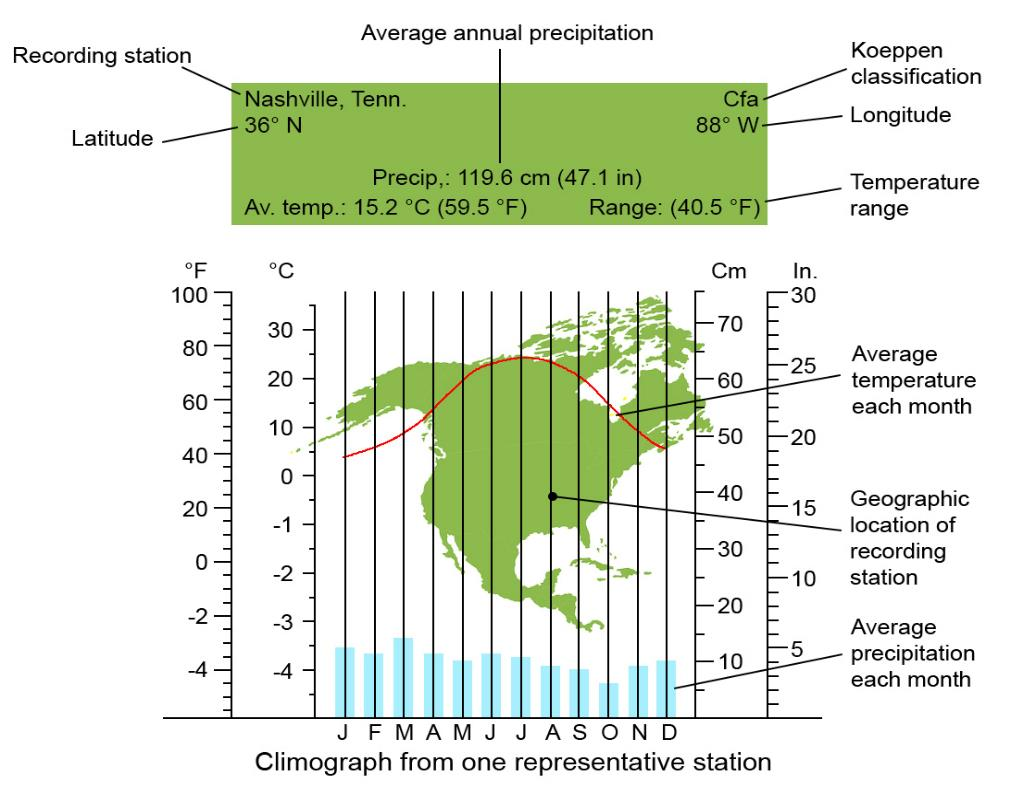 Average annual precipitation
Recording station
Koeppen
classification
Nashville, Tenn.
Cfa
Latitude
36° N
88° W
Longitude
Precip,: 119.6 cm (47.1 in)
Av. temp.: 15.2 °C (59.5 °F)
Range: (40.5 °F)
Temperature
range
°F
°C
Cm
In.
100
80
60
40
20
0
-2
-4
30
20
10
0
-1
-2
-3
-4
70
60
50
40
30
20
10
30
25
20
15
10
5
Average
temperature
each month
Geographic
location of
recording
station
Average
precipitation
each month
J F M A M J J A S O N D
Climograph from one representative station